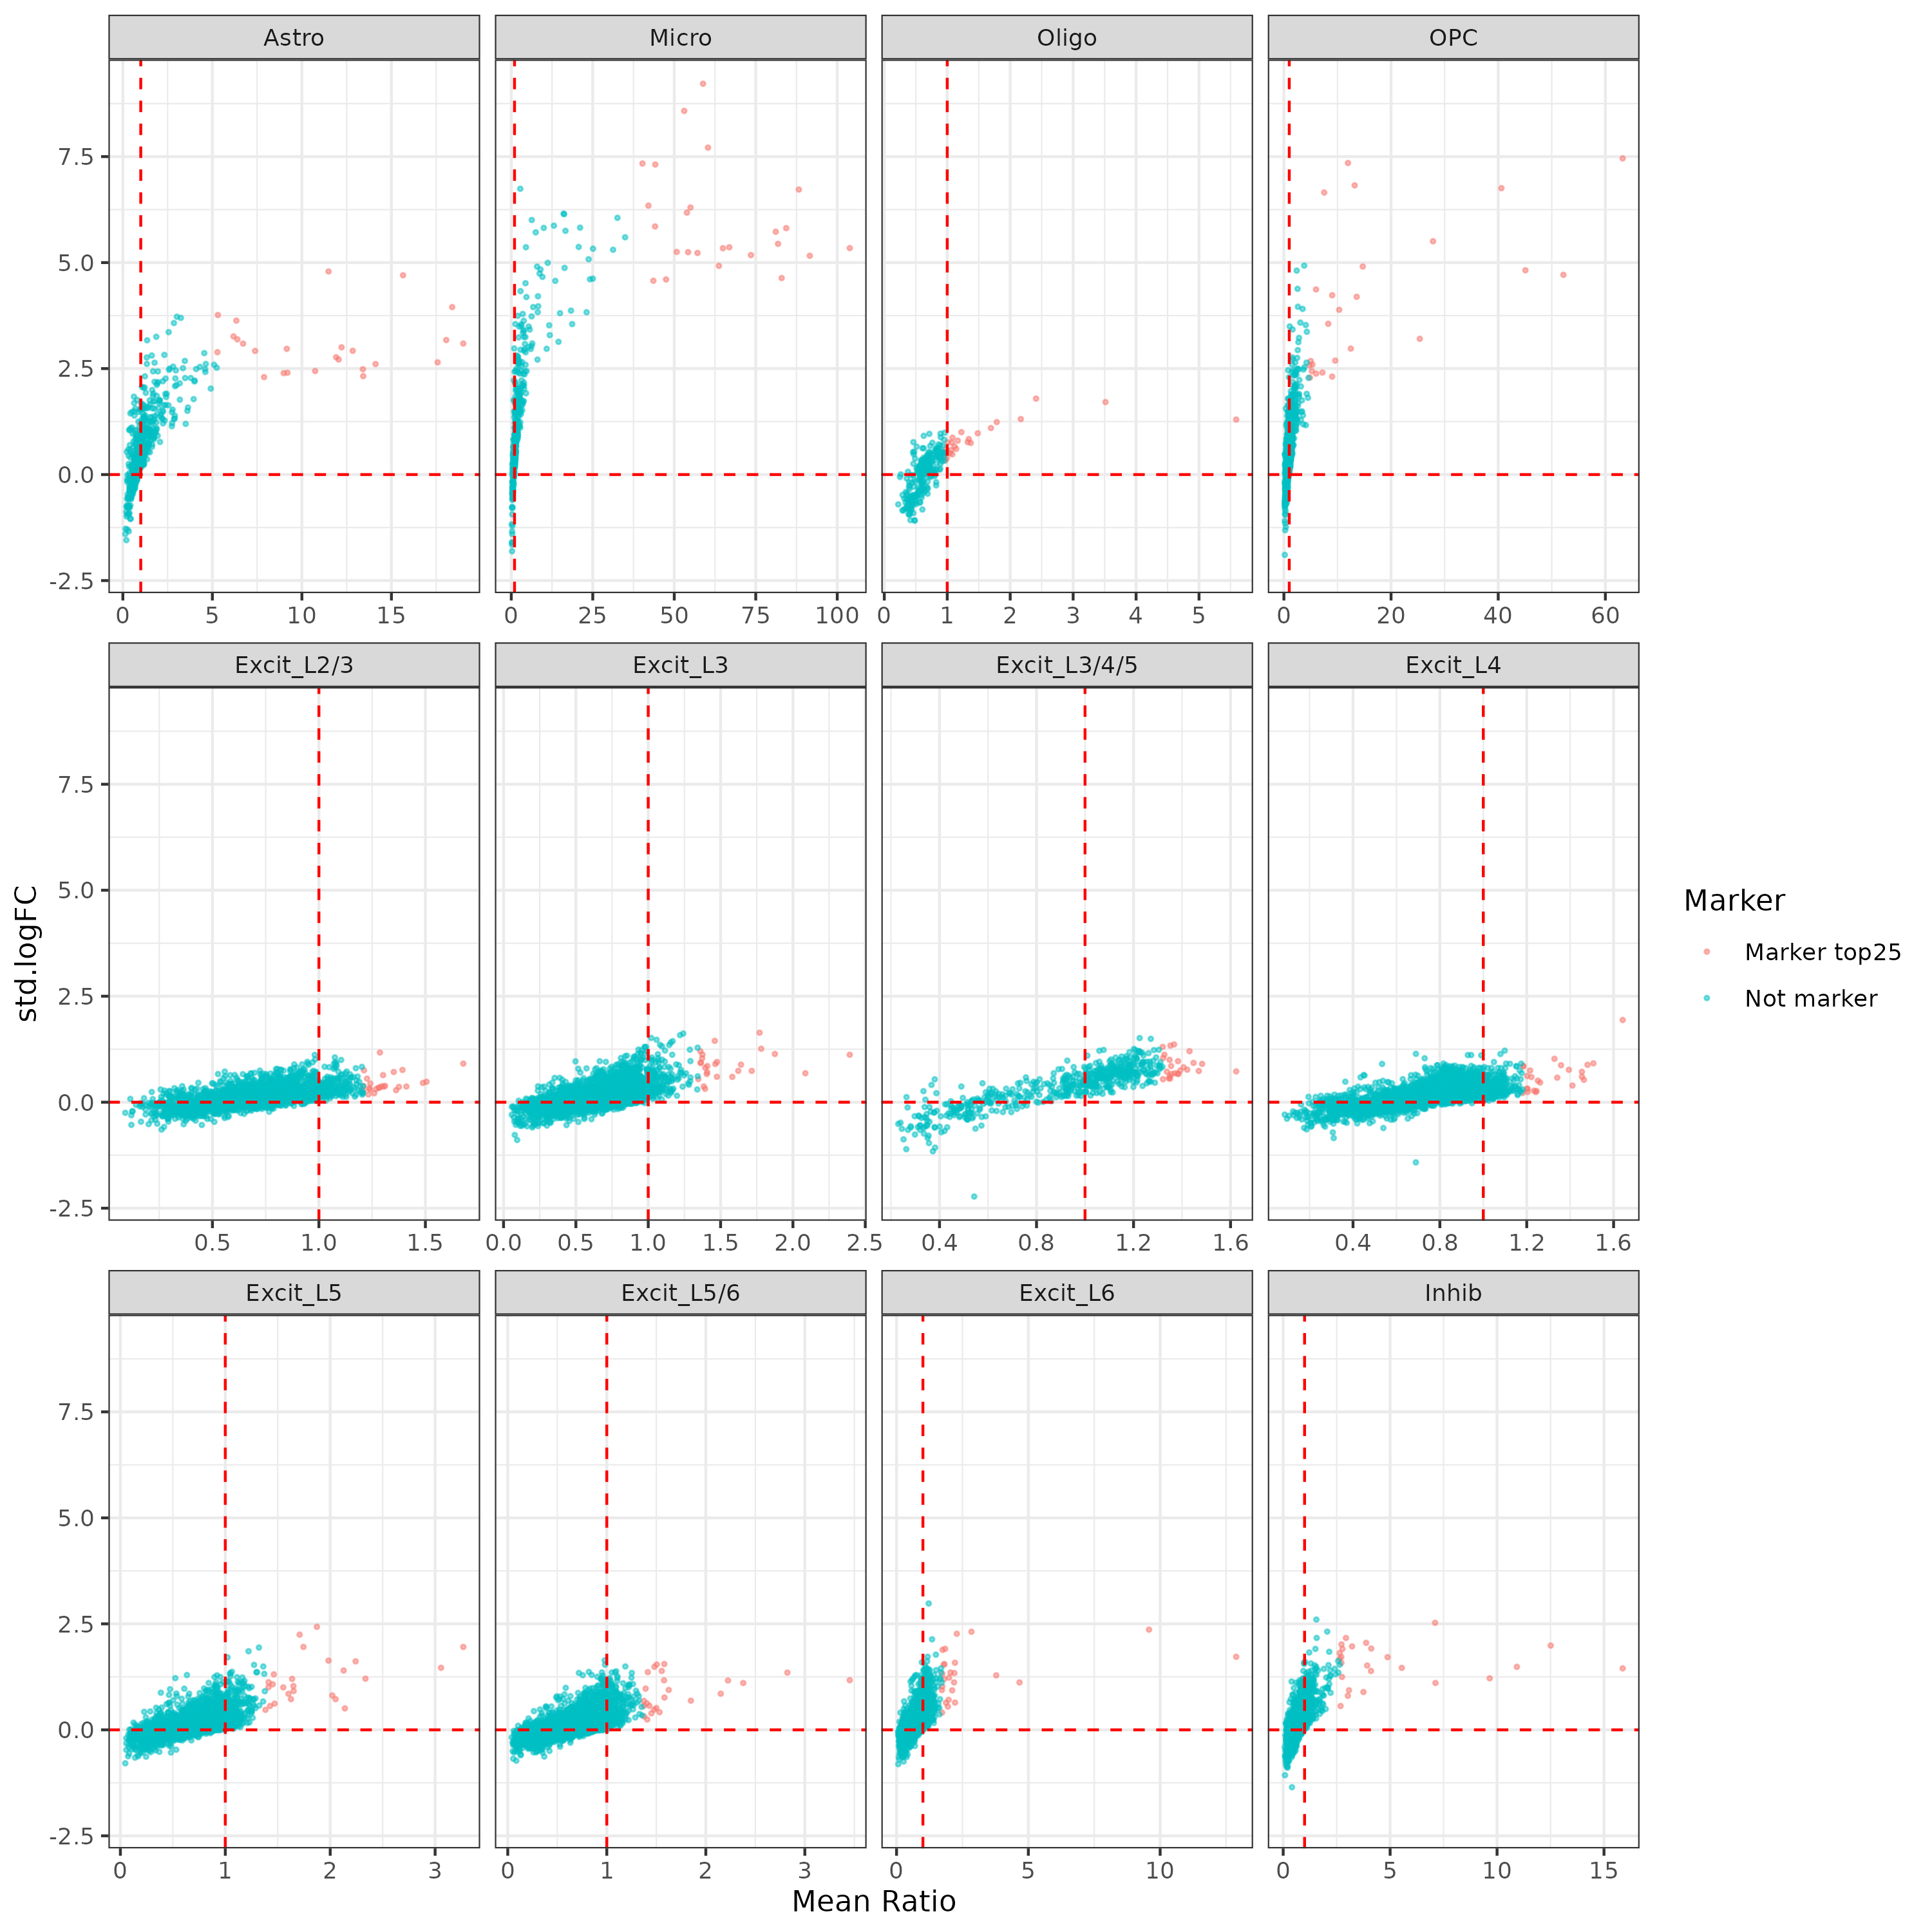 Astro Micro Oligo OPC
7.5
5.0
2.5
0.0
-2.5
0 5 10 15 0 25 50 75 100 0 1 2 3 4 5 0 20 40 60
Excit_L2/3 Excit_L3 Excit_L3/4/5 Excit_L4
7.5
5.0
2.5
0.0
-2.5
0.5 1.0 1.5 0.0 0.5 1.0 1.5 2.0 2.5 0.4 0.8 1.2 1.6 0.4 0.8 1.2 1.6
Excit_L5 Excit_L5/6 Excit_L6 Inhib
7.5
5.0
2.5
0.0
-2.5
0 1 2 3 0 1 2 3 0 5 10 0 5 10 15
Mean Ratio
std.logFC
Marker
Marker top25
Not marker